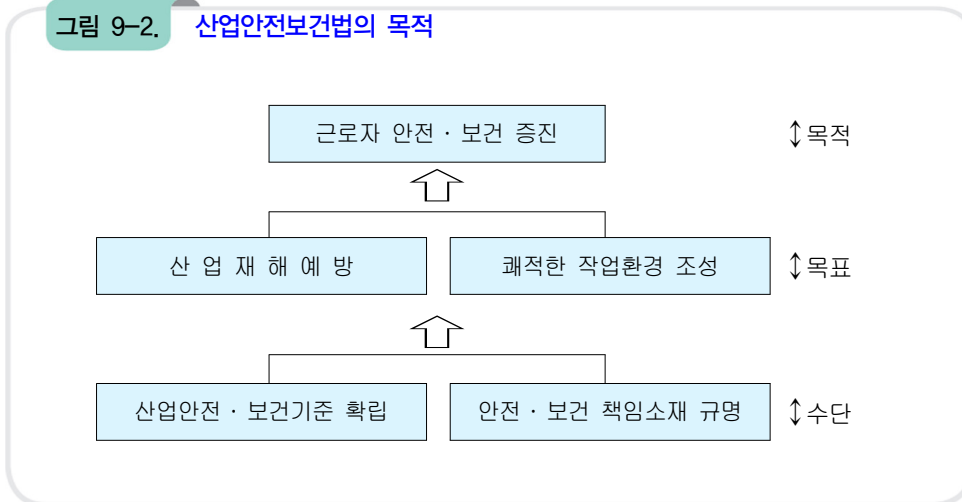 그림 9-2. 산업안전보건법의 목적
근로자 안전·보건 증진 ↕목적
산 업 재 해 예 방 쾌적한 작업환경 조성 ↕목표
산업안전·보건기준 확립 안전·보건 책임소재 규명 ↕수단